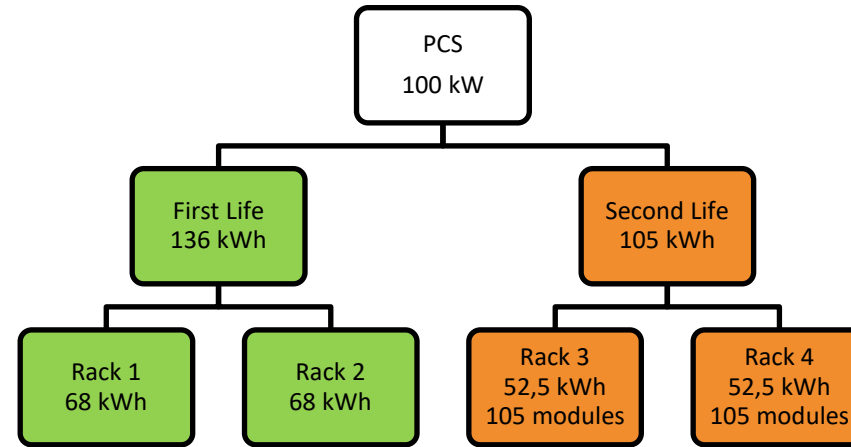 PCS
100 kW
First Life
136 kWh
Second Life
105 kWh
Rack 1
68 kWh
Rack 2
68 kWh
Rack 3
52,5 kWh
105 modules
Rack 4
52,5 kWh
105 modules